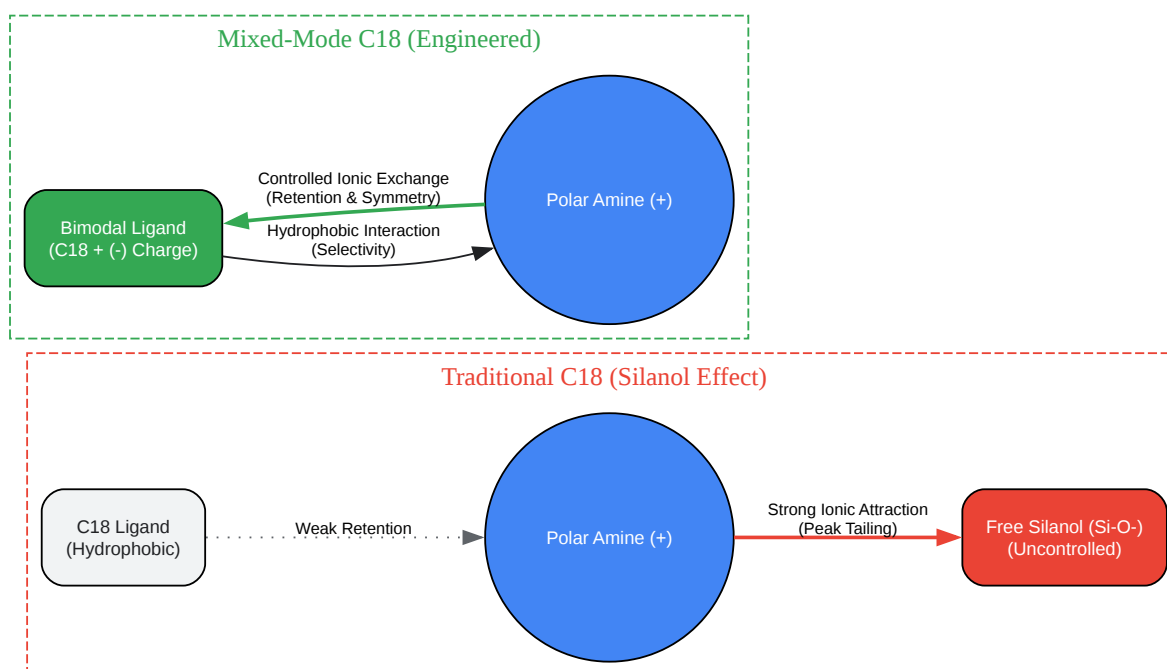 Mixed-Mode C18 (Engineered)
Controlled Ionic Exchange
(Retention & Symmetry)
Polar Amine (+)
Bimodal Ligand
(C18 + (-) Charge)
Hydrophobic Interaction
(Selectivity)
Traditional C18 (Silanol Effect)
C18 Ligand
(Hydrophobic)
Weak Retention
Polar Amine (+)
Strong Ionic Attraction
(Peak Tailing)
Free Silanol (Si-O-)
(Uncontrolled)